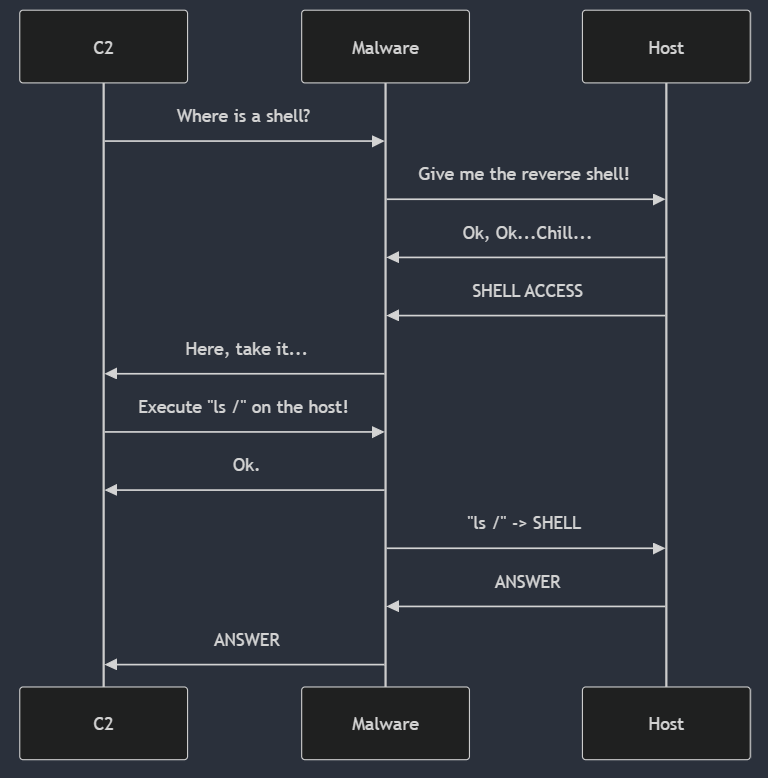 C2
Malware
Host
Where is a shell?
Give me the reverse shell!
Ok, Ok...Chill...
SHELL ACCESS
Here, take it...
Execute "ls /" on the host!
Ok.
"ls /" -> SHELL
ANSWER
ANSWER
C2
Malware
Host